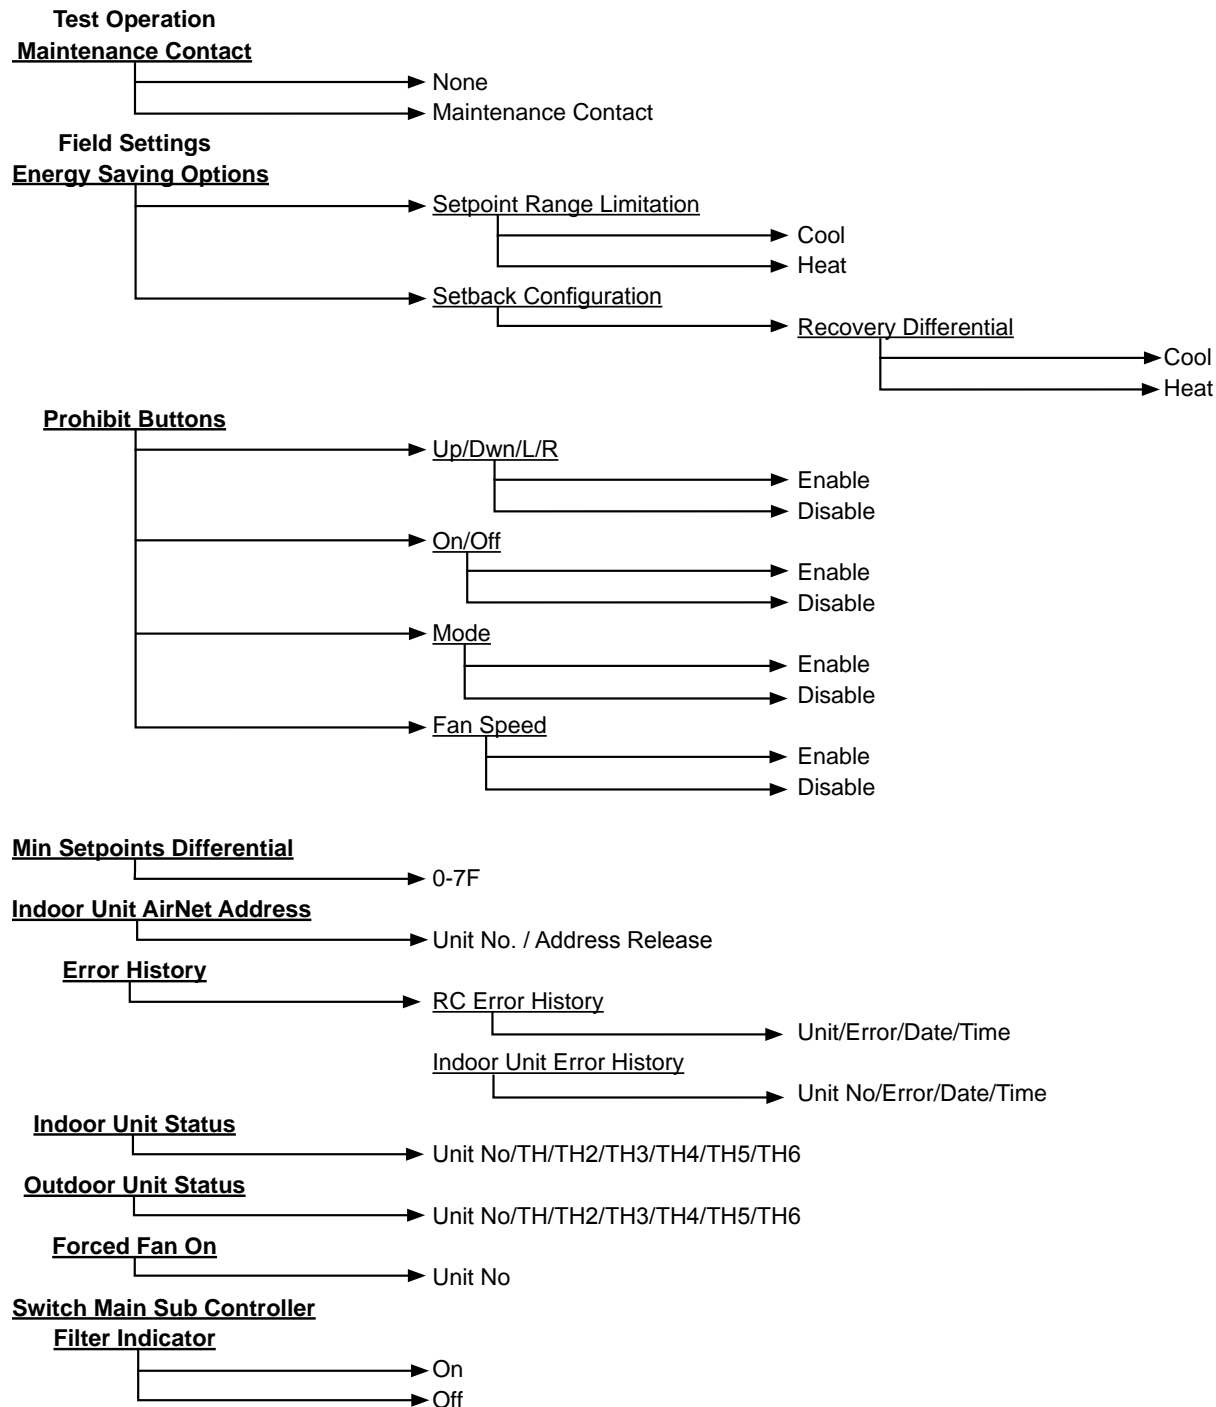 Test Operation
Maintenance Contact
None
Maintenance Contact
Field Settings
Energy Saving Options
Setpoint Range Limitation
Cool
Heat
Setback Configuration
Recovery Differential
Cool
Heat
Prohibit Buttons
Up/Dwn/L/R
Enable
Disable
On/Off
Enable
Disable
Mode
Enable
Disable
Fan Speed
Enable
Disable
Min Setpoints Differential
0-7F
Indoor Unit AirNet Address
Unit No. / Address Release
Error History
RC Error History
Unit/Error/Date/Time
Indoor Unit Error History
Unit No/Error/Date/Time
Indoor Unit Status
Unit No/TH/TH2/TH3/TH4/TH5/TH6
Outdoor Unit Status
Unit No/TH/TH2/TH3/TH4/TH5/TH6
Forced Fan On
Unit No
Switch Main Sub Controller
Filter Indicator
On
Off